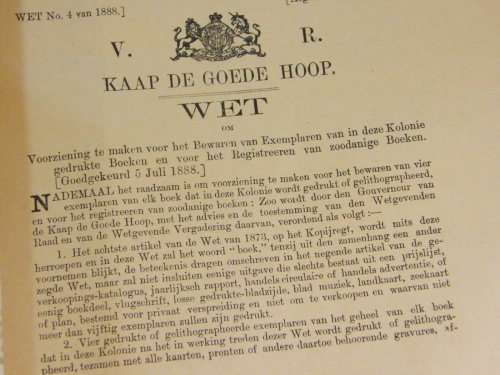 WET No. 4 van 1888.]
V. R.
KAAP DE GOEDE HOOP.
WET
OM
Voorziening te maken voor het Bewaren van Exemplaren van in deze Kolonie
gedrukte Boeken en voor het Registreeren van zoodanige Boeken.
[Goedgekeurd 5 Juli 1888.]
NADEMAAL het raadzaam is om voorziening te maken voor het bewaren van vier
exemplaren van elk boek dat in deze Kolonie wordt gedrukt of gelithografeerd,
en voor het registreeren van zoodanige boeken: Zoo wordt door den Gouverneur van
de Kaap de Goede Hoop, met het advies en de toestemming van den Wetgevenden
Raad en van de Wetgevende Vergadering daarvan, verordend als volgt:—
1. Het achtste artikel van de Wet van 1873, op het Kopijregt, wordt mits deze
herroepen en in deze Wet zal het woord "boek," tenzij uit den zamenhang een ander
voornemen blijkt, de beteekenis dragen omschreven in het negende artikel van de ge-
zegde Wet, maar zal niet insluiten eenige uitgave die slechts bestaat uit een prijslijst,
verkoopings-katalogus, jaarlijksch rapport, handels circulaire of handels advertentie, of
eenig boekdeel, vlugschrift, losse gedrukte-bladzijde, blad muziek, landkaart, zeekaart
of plan, bestemd voor privaat verspreiding en niet om te verkoopen en waarvan niet
meer dan vijftig exemplaren zullen zijn gedrukt.
2. Vier gedrukte of gelithografeerde exemplaren van het geheel van elk boek
dat in deze Kolonie na het in werking treden dezer Wet wordt gedrukt of gelithogra-
pheerd, tezamen met alle kaarten, prenten of andere daartoe behoorende gravures, af-